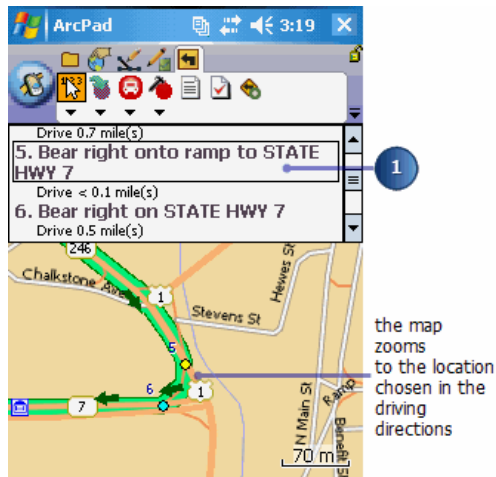 ArcPad 3:19
123
Drive 0.7 mile(s)
5. Bear right onto ramp to STATE
HWY 7
1
Drive < 0.1 mile(s)
6. Bear right on STATE HWY 7
Drive 0.5 mile(s)
246
Chalkstone Ave
1
Hewes St
Stevens St
5
6
1
7
N Main St
Ramp
Benefit St
70 m
the map
zooms
to the location
chosen in the
driving
directions